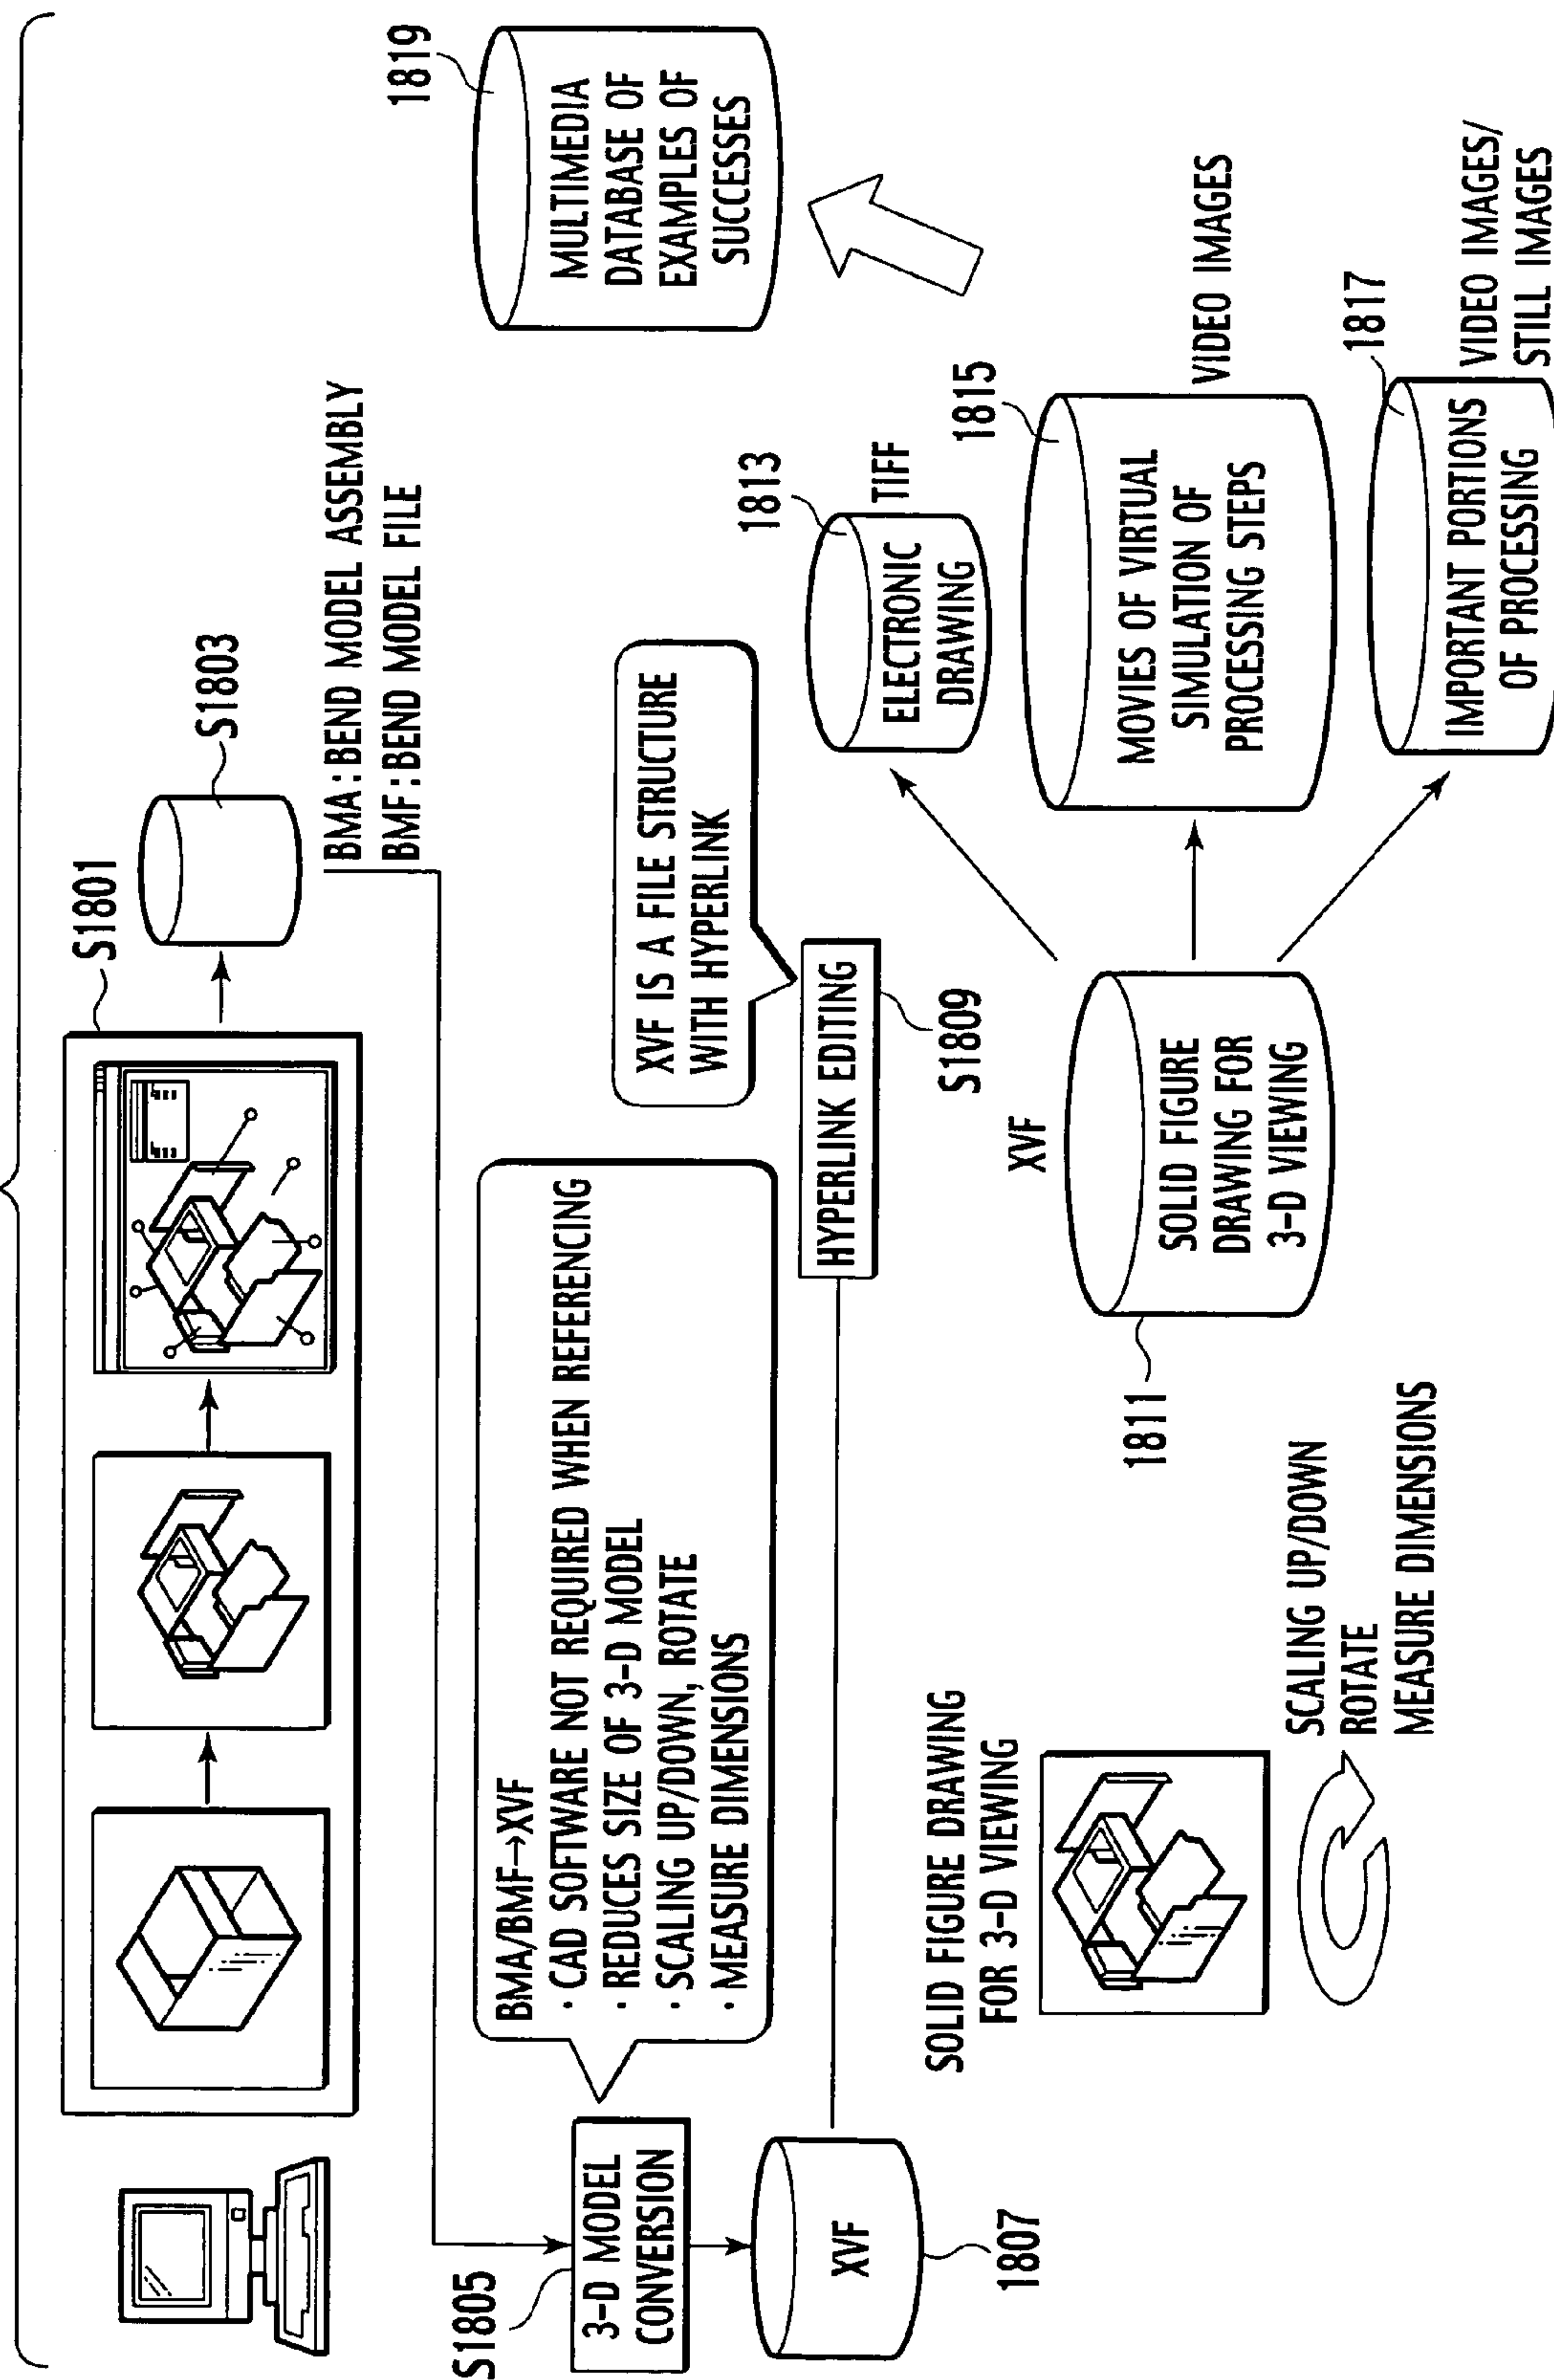 S1801
S1803
BMA:BEND MODEL ASSEMBLY
BMF:BEND MODEL FILE
S1805
3-D MODEL
CONVERSION
BMA/BMF→XVF
· CAD SOFTWARE NOT REQUIRED WHEN REFERENCING
· REDUCES SIZE OF 3-D MODEL
· SCALING UP/DOWN, ROTATE
· MEASURE DIMENSIONS
XVF
1807
XVF IS A FILE STRUCTURE
WITH HYPERLINK
HYPERLINK EDITING
S1809
SOLID FIGURE DRAWING
FOR 3-D VIEWING
SCALING UP/DOWN
ROTATE
MEASURE DIMENSIONS
XVF
SOLID FIGURE
DRAWING FOR
3-D VIEWING
1811
1813
ELECTRONIC
DRAWING
TIFF
1815
MOVIES OF VIRTUAL
SIMULATION OF
PROCESSING STEPS
VIDEO IMAGES
1817
IMPORTANT PORTIONS
OF PROCESSING
VIDEO IMAGES/
STILL IMAGES
1819
MULTIMEDIA
DATABASE OF
EXAMPLES OF
SUCCESSES